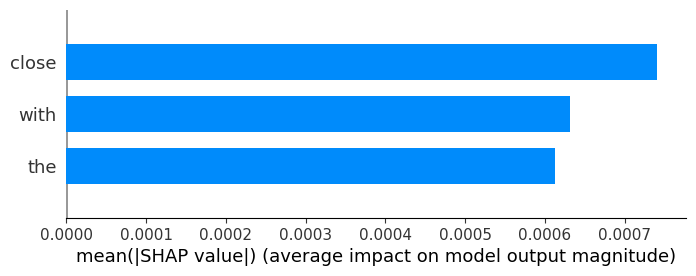 close
with
the
0.0000 0.0001 0.0002 0.0003 0.0004 0.0005 0.0006 0.0007
mean(|SHAP value|) (average impact on model output magnitude)